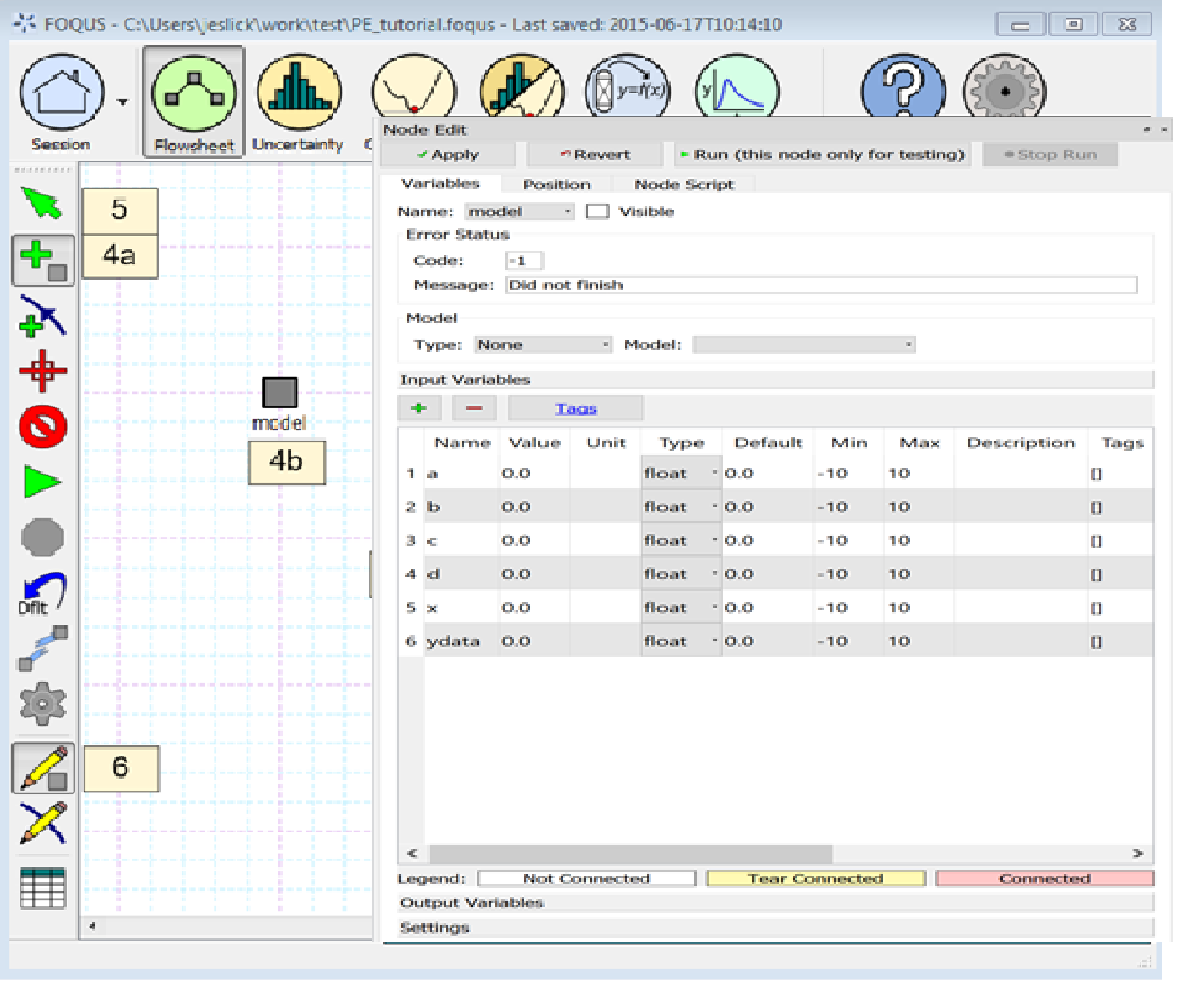 FOQUS - C:\Users\jeslick\work\test\PE_tutorial.foqus - Last saved: 2015-06-17T10:14:10
y=f(x)
y
?
Session
Flowsheet
Uncertainty
Node Edit
Apply
Revert
Run (this node only for testing)
Stop Run
Variables Position Node Script
Name: model Visible
Error Status
Code: -1
Message: Did not finish
Model
Type: None Model:
Input Variables
Tags
Name Value Unit Type Default Min Max Description Tags
1 a 0.0 float 0.0 -10 10 []
2 b 0.0 float 0.0 -10 10 []
3 c 0.0 float 0.0 -10 10 []
4 d 0.0 float 0.0 -10 10 []
5 x 0.0 float 0.0 -10 10 []
6 ydata 0.0 float 0.0 -10 10 []
Legend: Not Connected Tear Connected Connected
Output Variables
Settings
5
4a
model
4b
Dflt
6